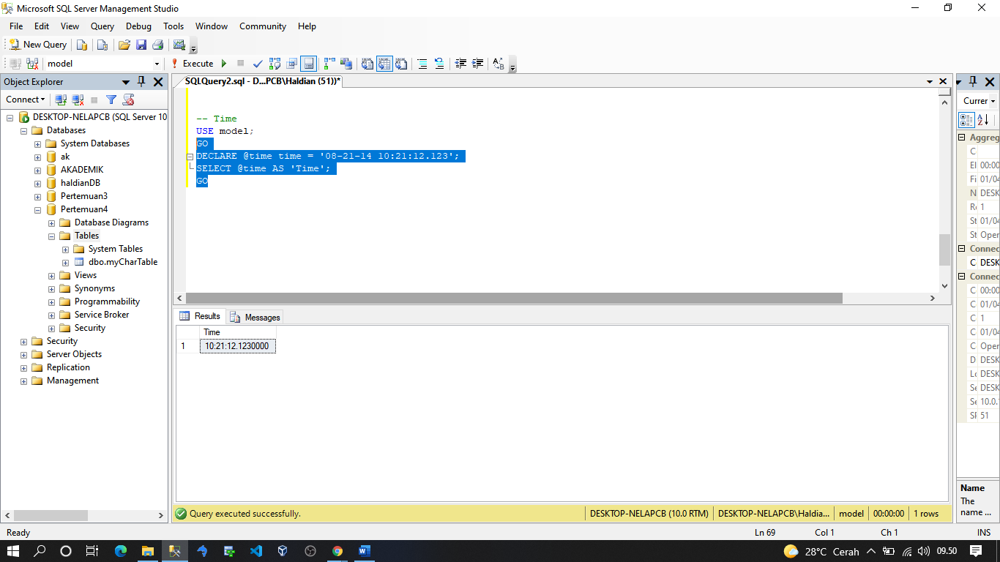 Microsoft SQL Server Management Studio
File Edit View Query Debug Tools Window Community Help
New Query
model Execute
Object Explorer
Connect
DESKTOP-NELAPCB (SQL Server 10
Databases
System Databases
ak
AKADEMIK
haldianDB
Pertemuan3
Pertemuan4
Database Diagrams
Tables
System Tables
dbo.myCharTable
Views
Synonyms
Programmability
Service Broker
Security
Security
Server Objects
Replication
Management
SQLQuery2.sql - D...PCB\Haldian (51))*
-- Time
USE model;
GO
DECLARE @time time = '08-21-14 10:21:12.123';
SELECT @time AS 'Time';
GO
Results Messages
Time
1 10:21:12.1230000
Query executed successfully. DESKTOP-NELAPCB (10.0 RTM) DESKTOP-NELAPCB\Haldia... model 00:00:00 1 rows
Currer
Aggreg
C
El 00:00
Fi 01/04
N DESK
Re 1
St 01/04
St Oper
Connec
C DESK
Connec
C 00:00
C 01/04
C 1
C 01/04
C Oper
D DESK
Lo DESK
Se DESK
Se 10.0.
SP 51
Name
The
name ...
Ready Ln 69 Col 1 Ch 1 INS
28°C Cerah 09.50